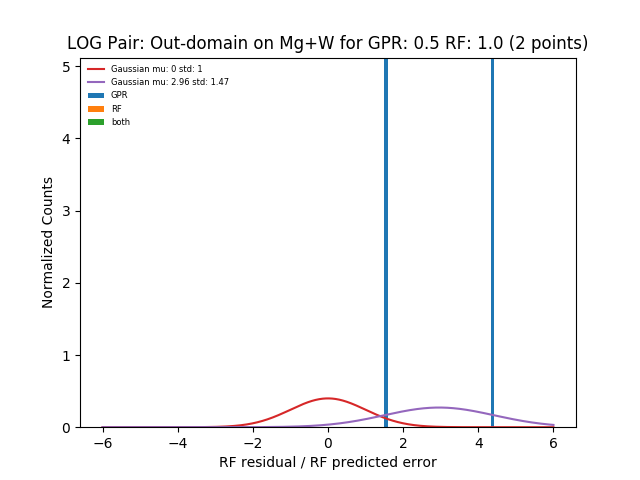 LOG Pair: Out-domain on Mg+W for GPR: 0.5 RF: 1.0 (2 points)
Gaussian mu: 0 std: 1
Gaussian mu: 2.96 std: 1.47
GPR
RF
both
Normalized Counts
5
4
3
2
1
0
−6 −4 −2 0 2 4 6
RF residual / RF predicted error